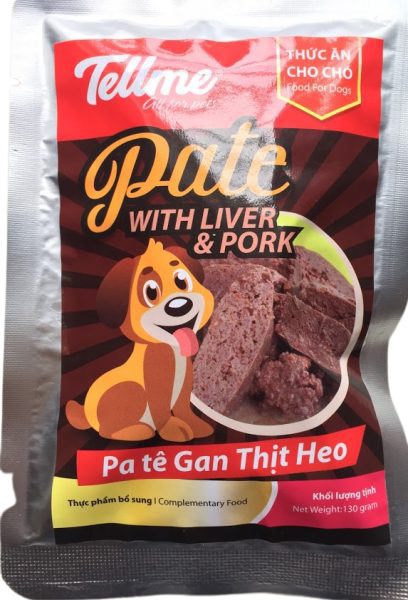 Tellme
all for pets
THỨC ĂN
CHO CHÓ
Food For Dogs
Pate
WITH LIVER
& PORK
Pa tê Gan Thịt Heo
Thực phẩm bổ sung | Complementary Food
Khối lượng tịnh
Net Weight:130 gram